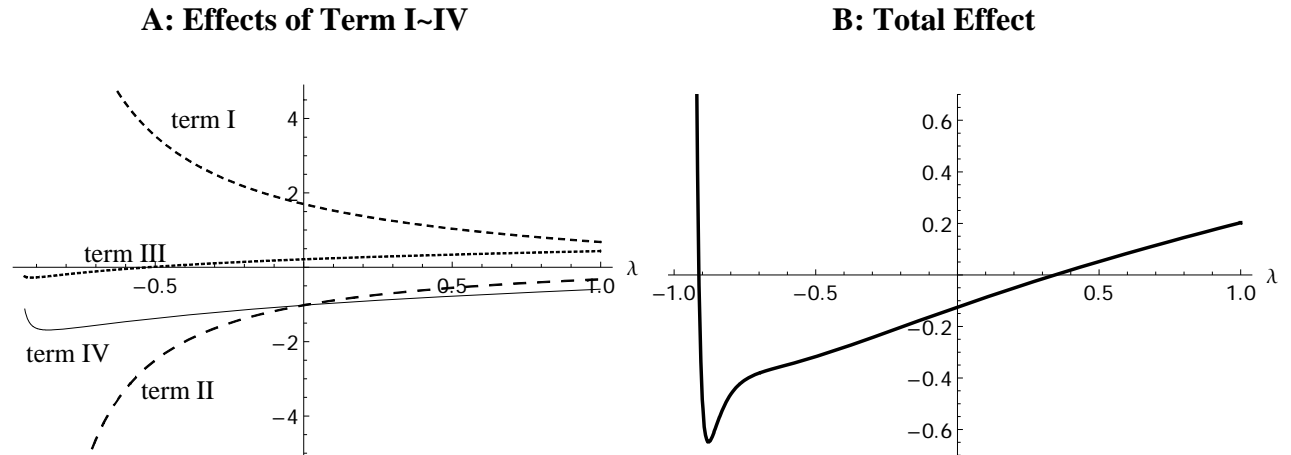 A: Effects of Term I~IV
B: Total Effect
term I
term III
term IV
term II
4
2
−2
−4
−0.5
0.5
1.0
λ
0.6
0.4
0.2
−0.2
−0.4
−0.6
−1.0
−0.5
0.5
1.0
λ